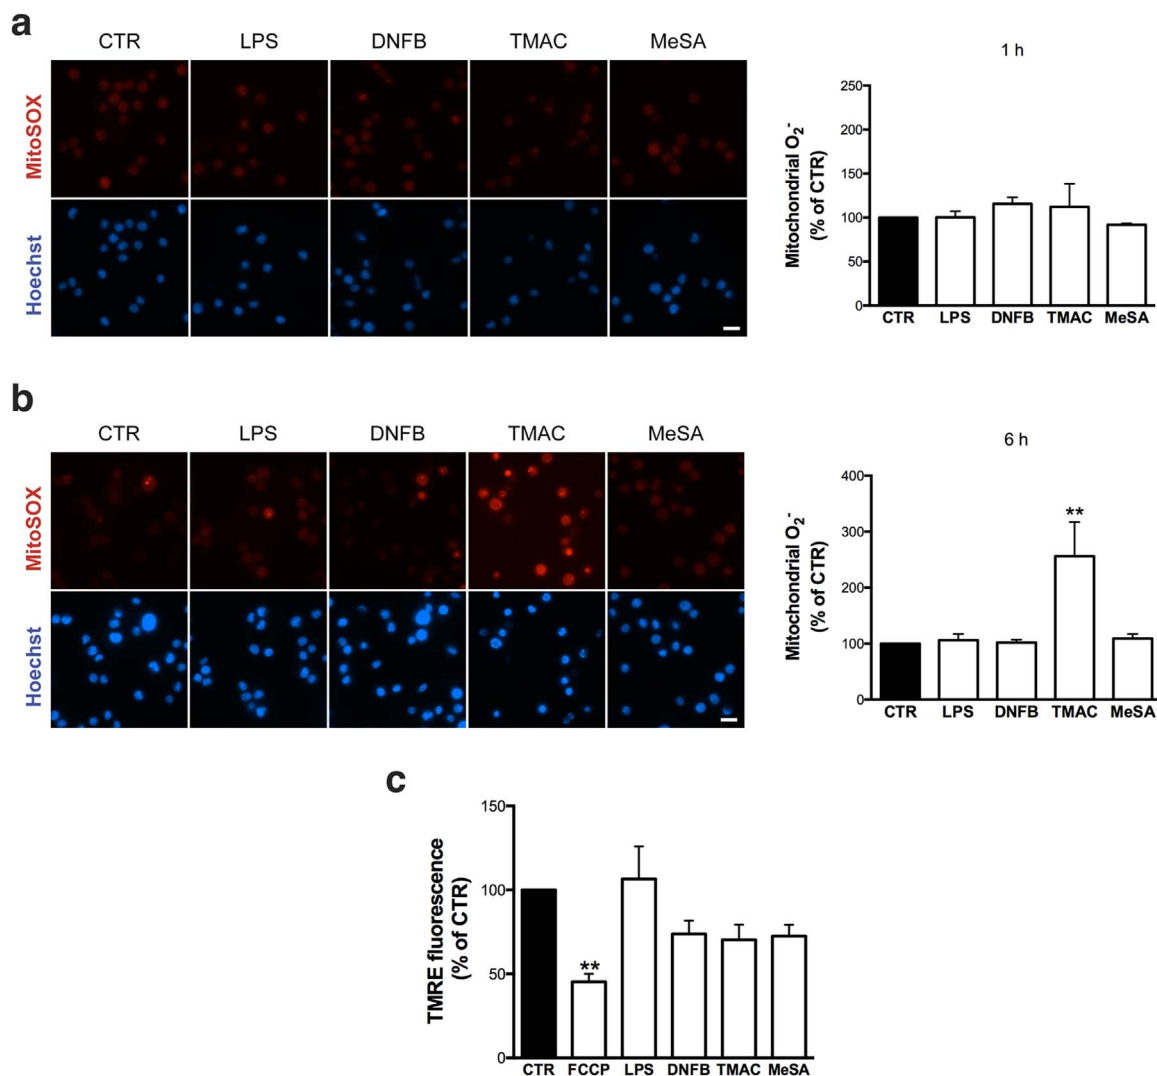 a
CTR LPS DNFB TMAC MeSA
MitoSOX
Hoechst
1 h
Mitochondrial O₂⁻
(% of CTR)
250
200
150
100
50
0
CTR LPS DNFB TMAC MeSA
b
CTR LPS DNFB TMAC MeSA
MitoSOX
Hoechst
6 h
Mitochondrial O₂⁻
(% of CTR)
400
300
200
100
0
**
CTR LPS DNFB TMAC MeSA
c
TMRE fluorescence
(% of CTR)
150
100
50
0
**
CTR FCCP LPS DNFB TMAC MeSA